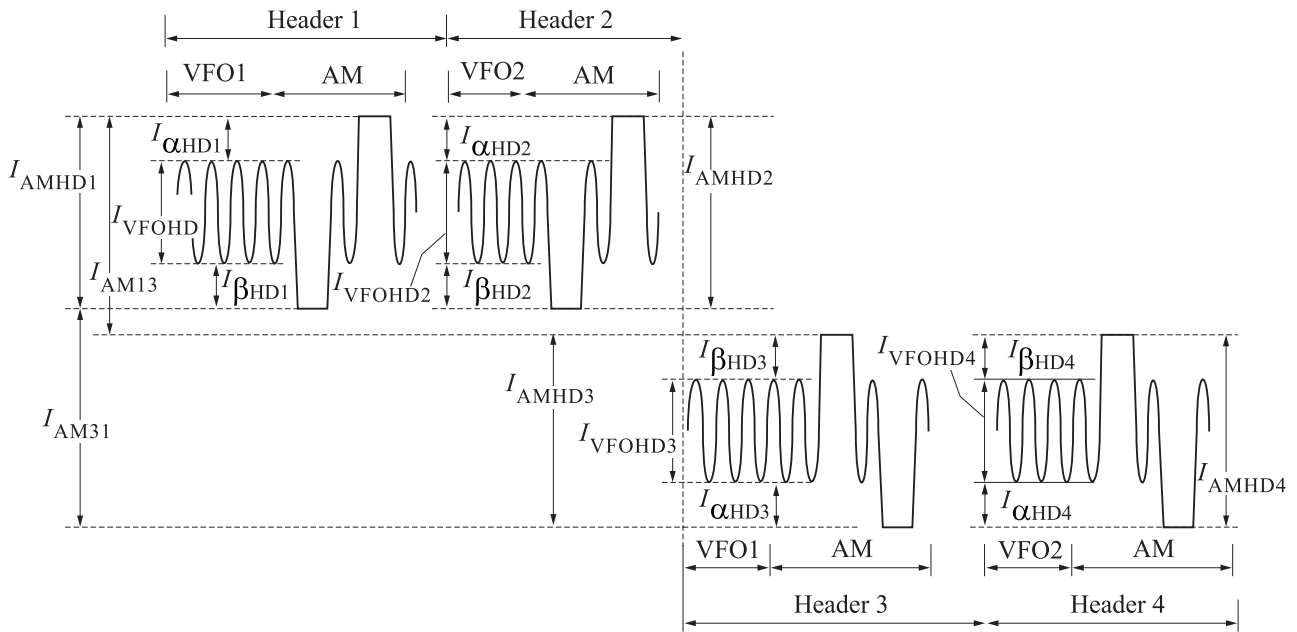 Header 1 Header 2
VFO1 AM VFO2 AM
IαHD1 IαHD2
IAMHD1 IAMHD2
IVFOHD
IAM13 IβHD1 IVFOHD2 IβHD2
IβHD3 IVFOHD4 IβHD4
IAMHD3
IAM31 IVFOHD3
IαHD3 IαHD4 IAMHD4
VFO1 AM VFO2 AM
Header 3 Header 4